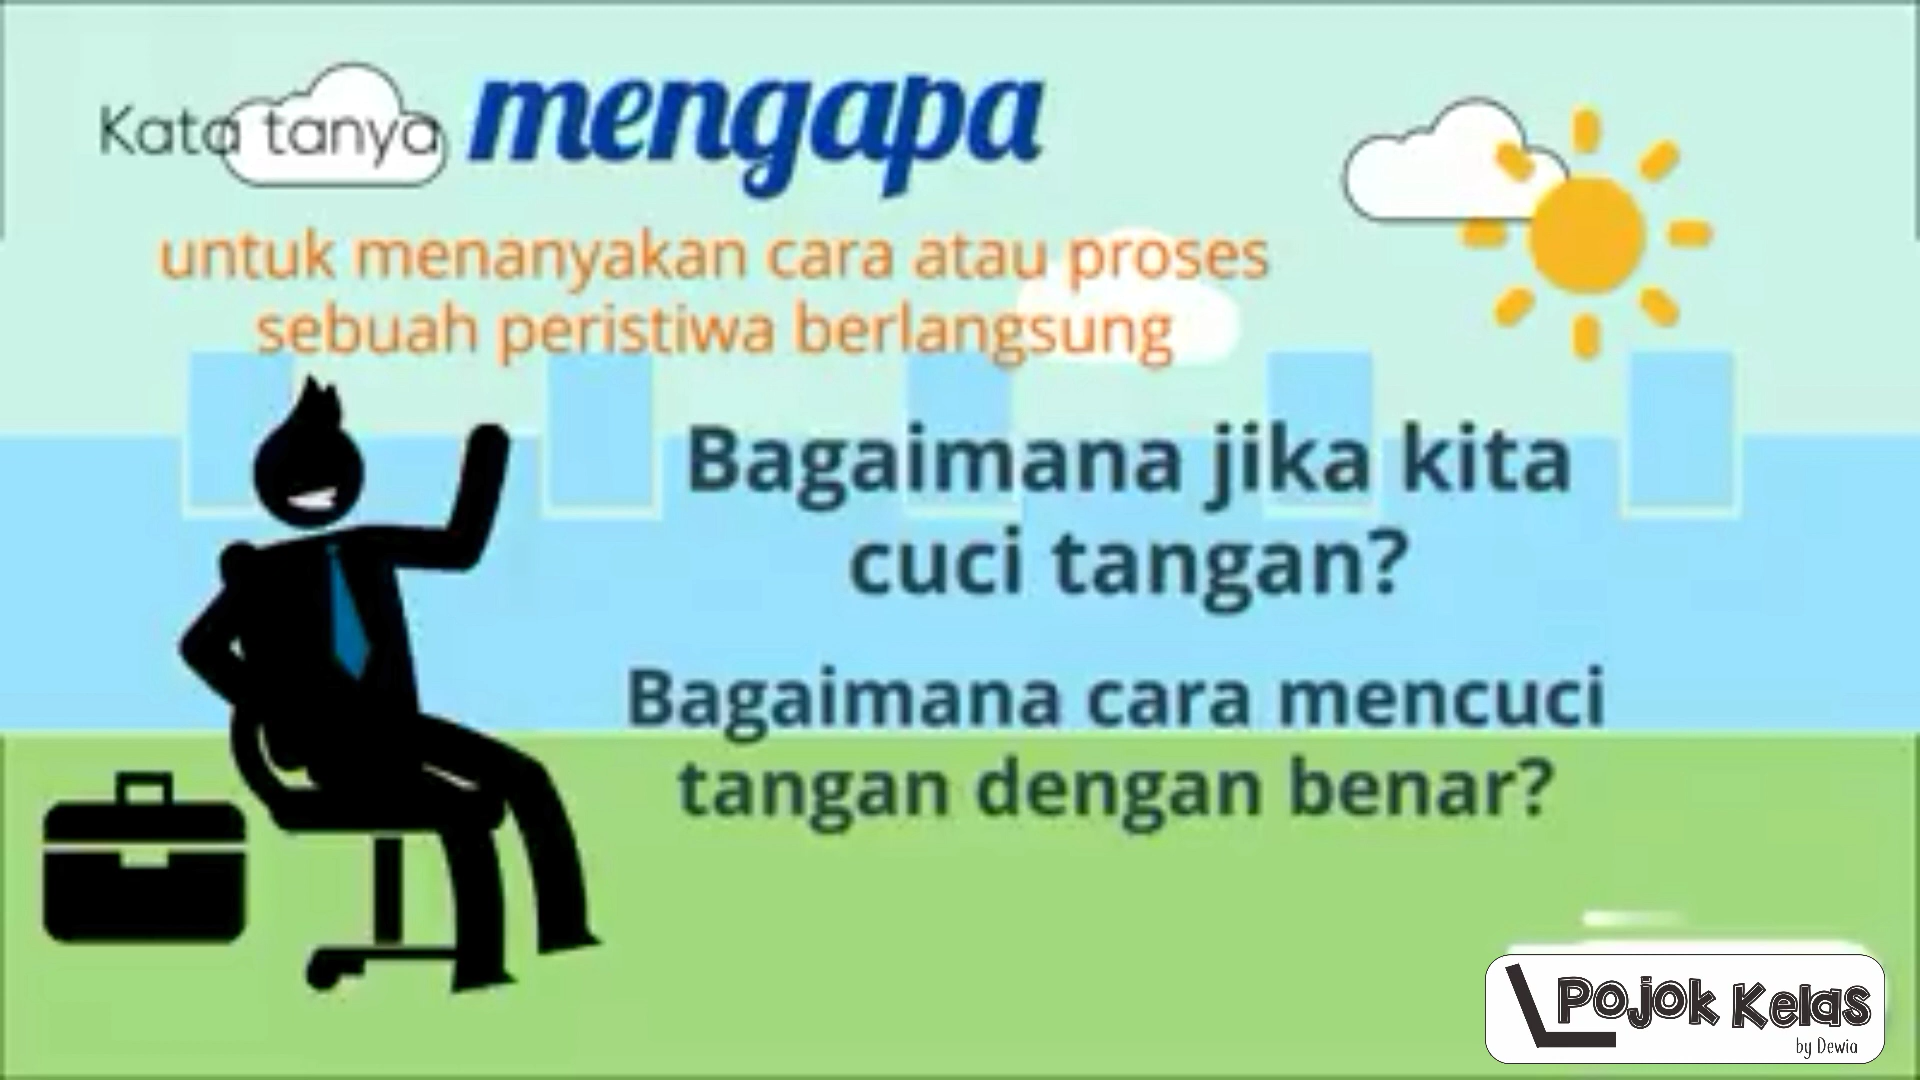 Kata tanya mengapa
untuk menanyakan cara atau proses
sebuah peristiwa berlangsung
Bagaimana jika kita
cuci tangan?
Bagaimana cara mencuci
tangan dengan benar?
Pojok Kelas
by Dewia